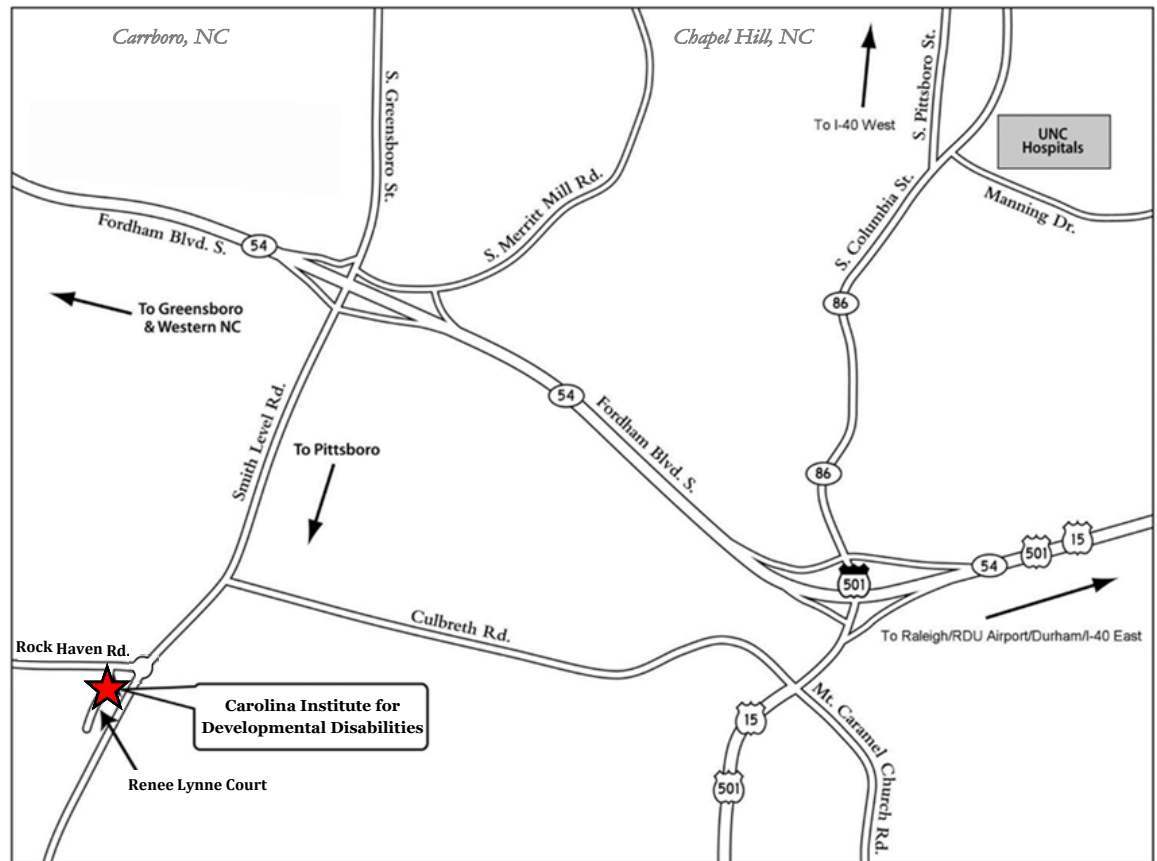 Carrboro, NC
Chapel Hill, NC
S. Greensboro St.
S. Pittsboro St.
To I-40 West
UNC
Hospitals
S. Merritt Mill Rd.
S. Columbia St.
Manning Dr.
Fordham Blvd. S.
54
86
To Greensboro
& Western NC
Smith Level Rd.
54
Fordham Blvd. S.
To Pittsboro
86
501
54
501
15
To Raleigh/RDU Airport/Durham/I-40 East
Culbreth Rd.
Rock Haven Rd.
Carolina Institute for
Developmental Disabilities
Renee Lynne Court
15
501
Mt. Caramel Church Rd.